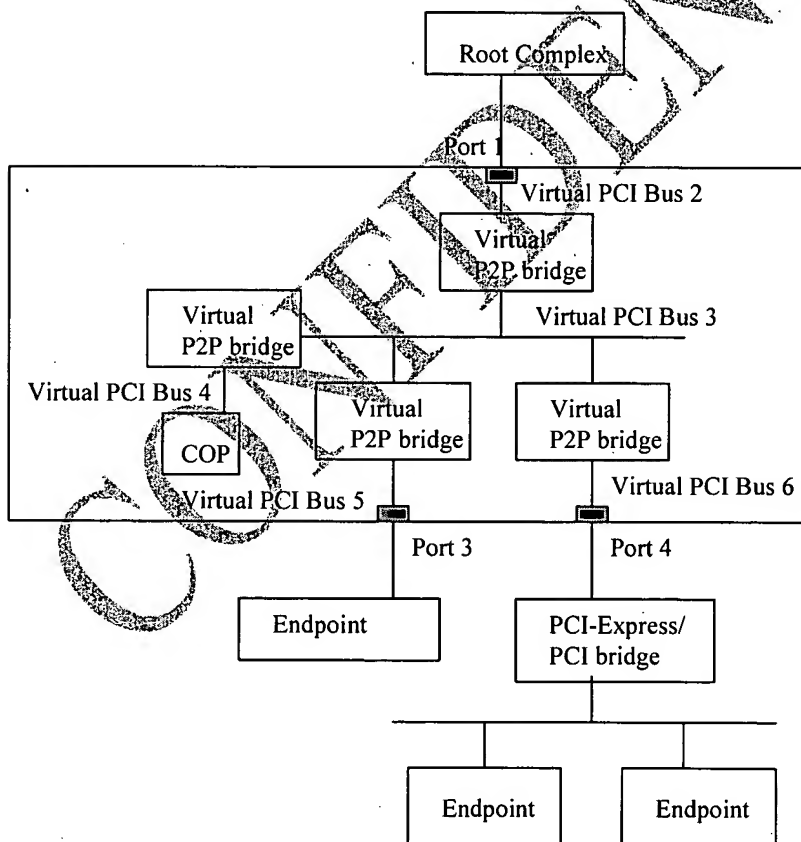 Root Complex
Port 1
Virtual PCI Bus 2
Virtual
P2P bridge
Virtual PCI Bus 3
Virtual
P2P bridge
Virtual PCI Bus 4
COP
Virtual
P2P bridge
Virtual
P2P bridge
Virtual PCI Bus 5
Virtual PCI Bus 6
Port 3
Port 4
Endpoint
PCI-Express/
PCI bridge
Endpoint
Endpoint
CONFIDEN